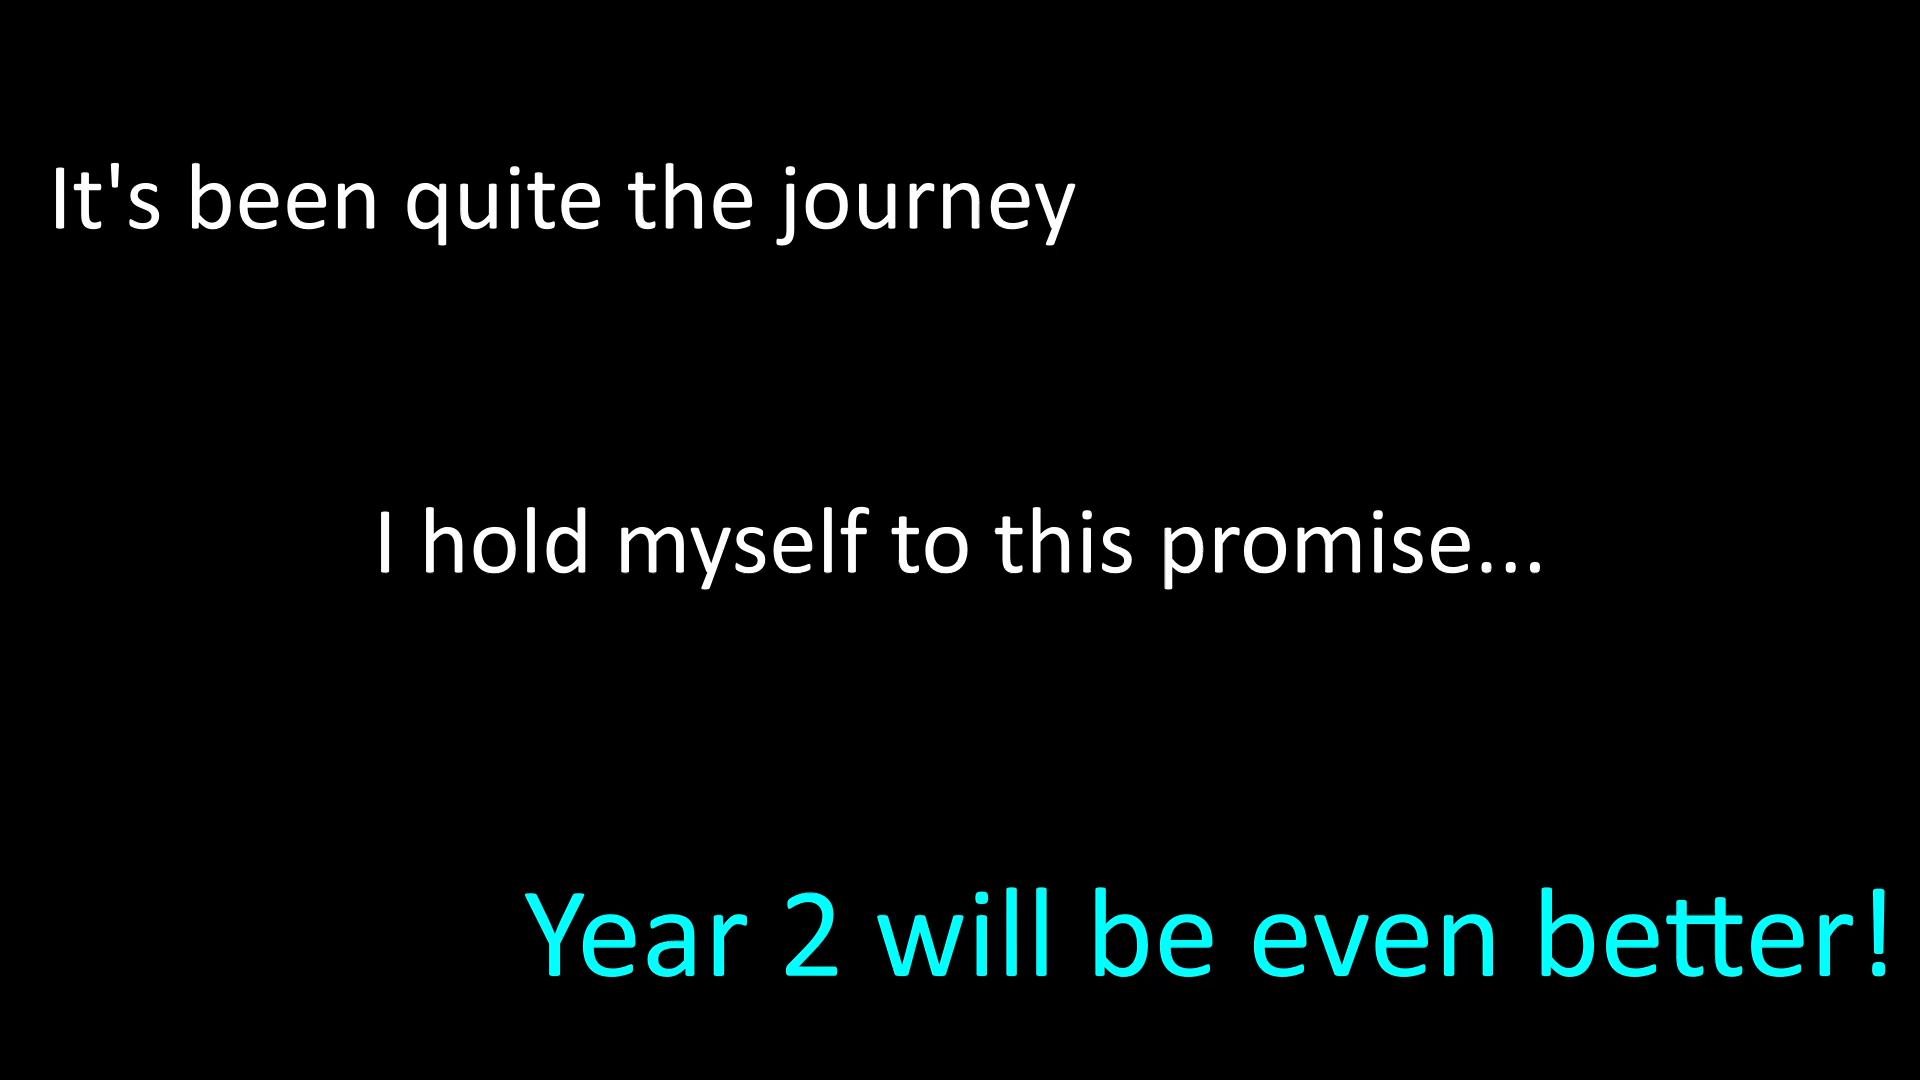 It's been quite the journey
I hold myself to this promise...
Year 2 will be even better!